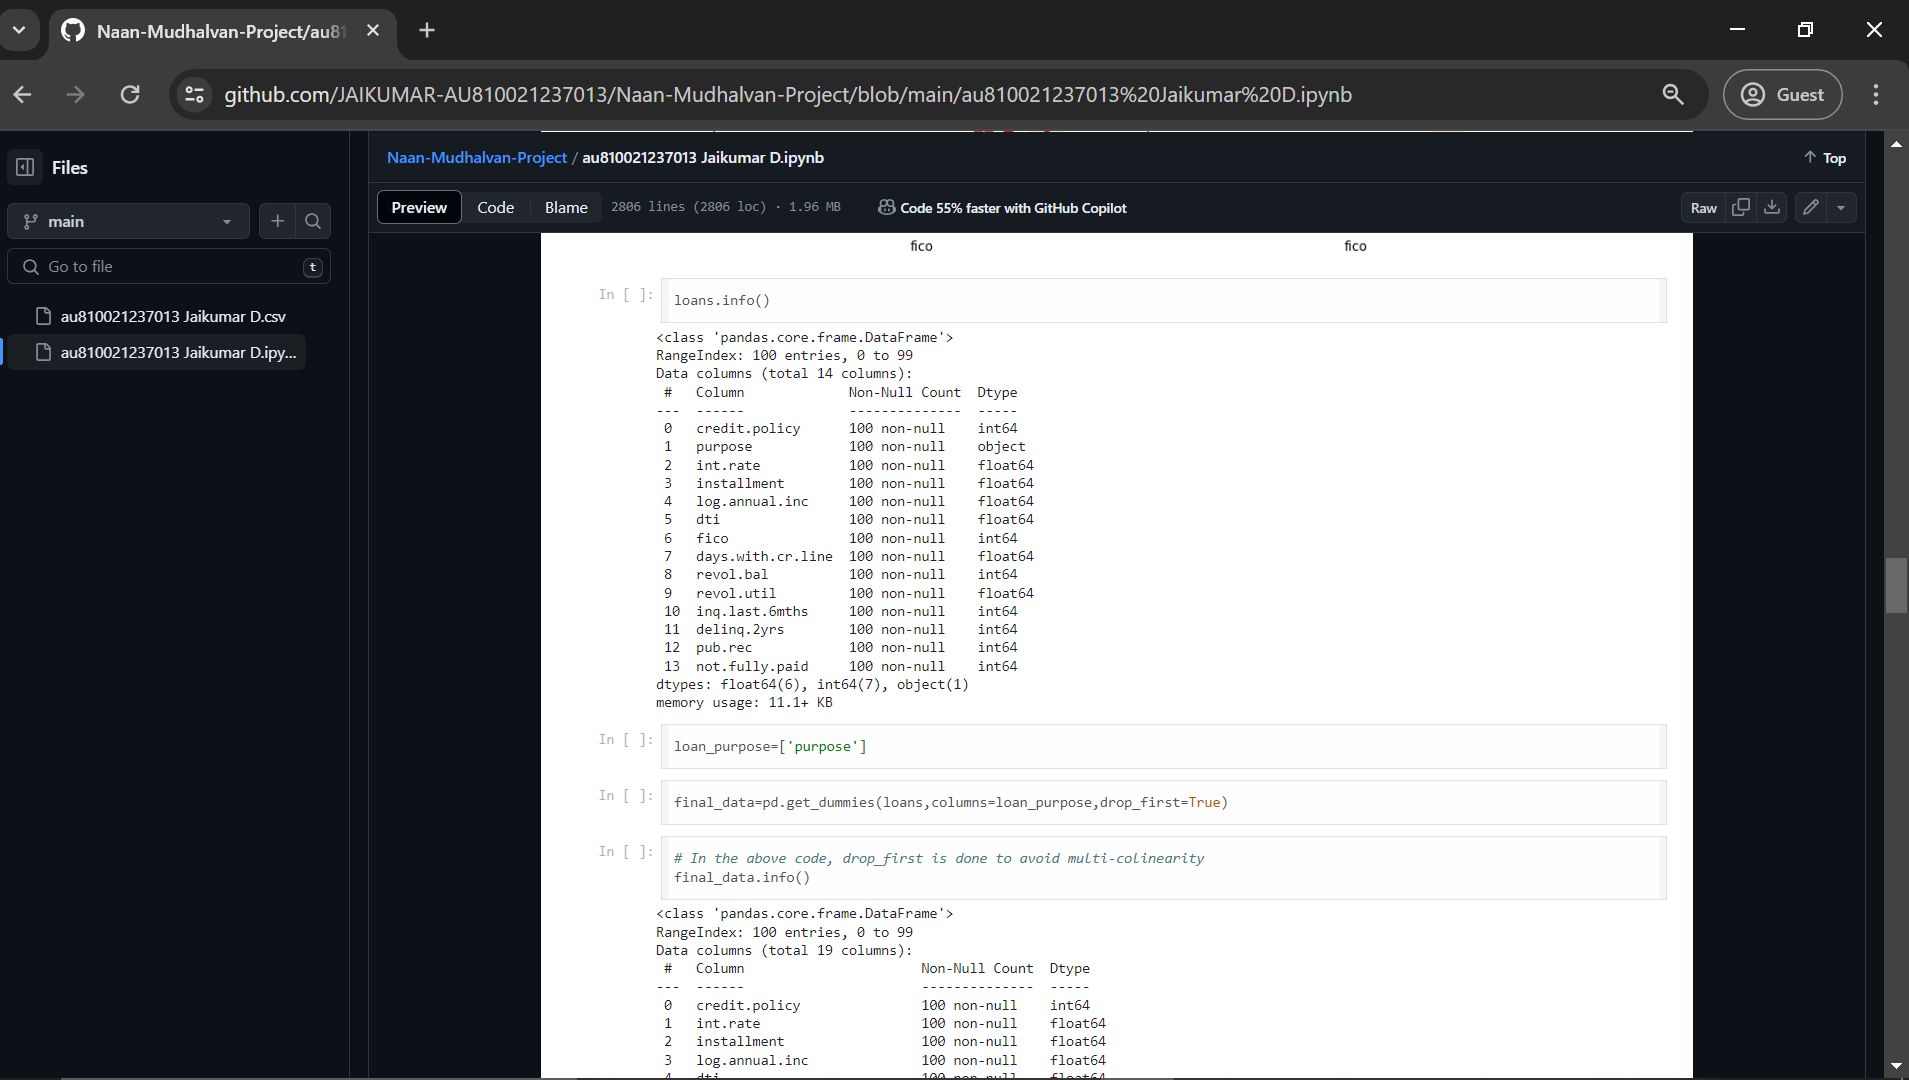 Naan-Mudhalvan-Project/au81
github.com/JAIKUMAR-AU810021237013/Naan-Mudhalvan-Project/blob/main/au810021237013%20Jaikumar%20D.ipynb
Guest
Files
main
Go to file
t
au810021237013 Jaikumar D.csv
au810021237013 Jaikumar D.ipy...
Naan-Mudhalvan-Project / au810021237013 Jaikumar D.ipynb
Top
Preview Code Blame 2806 lines (2806 loc) · 1.96 MB Code 55% faster with GitHub Copilot Raw
fico fico
In [ ]: loans.info()
<class 'pandas.core.frame.DataFrame'>
RangeIndex: 100 entries, 0 to 99
Data columns (total 14 columns):
 #   Column             Non-Null Count  Dtype
---  ------             --------------  -----
 0   credit.policy      100 non-null    int64
 1   purpose            100 non-null    object
 2   int.rate           100 non-null    float64
 3   installment        100 non-null    float64
 4   log.annual.inc     100 non-null    float64
 5   dti                100 non-null    float64
 6   fico               100 non-null    int64
 7   days.with.cr.line  100 non-null    float64
 8   revol.bal          100 non-null    int64
 9   revol.util         100 non-null    float64
 10  inq.last.6mths     100 non-null    int64
 11  delinq.2yrs        100 non-null    int64
 12  pub.rec            100 non-null    int64
 13  not.fully.paid     100 non-null    int64
dtypes: float64(6), int64(7), object(1)
memory usage: 11.1+ KB
In [ ]: loan_purpose=['purpose']
In [ ]: final_data=pd.get_dummies(loans,columns=loan_purpose,drop_first=True)
In [ ]: # In the above code, drop_first is done to avoid multi-colinearity
final_data.info()
<class 'pandas.core.frame.DataFrame'>
RangeIndex: 100 entries, 0 to 99
Data columns (total 19 columns):
 #   Column                      Non-Null Count  Dtype
---  ------                      --------------  -----
 0   credit.policy               100 non-null    int64
 1   int.rate                    100 non-null    float64
 2   installment                 100 non-null    float64
 3   log.annual.inc              100 non-null    float64
 4   dti                         100 non-null    float64